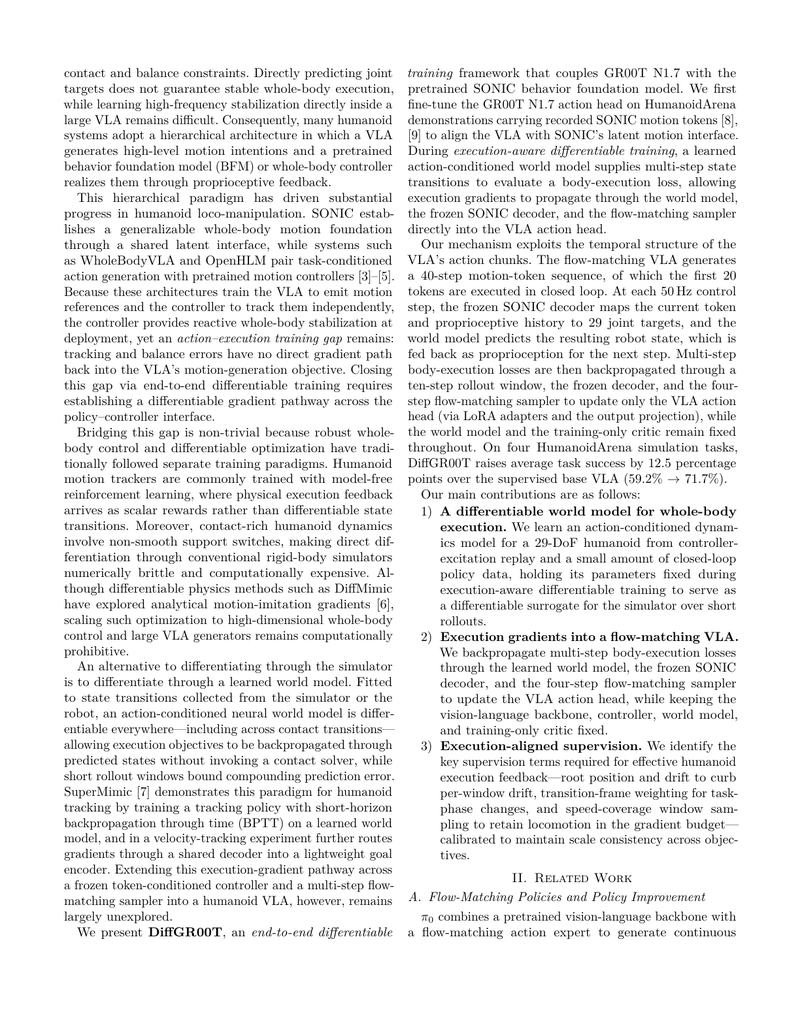 contact and balance constraints. Directly predicting joint
targets does not guarantee stable whole-body execution,
while learning high-frequency stabilization directly inside a
large VLA remains difficult. Consequently, many humanoid
systems adopt a hierarchical architecture in which a VLA
generates high-level motion intentions and a pretrained
behavior foundation model (BFM) or whole-body controller
realizes them through proprioceptive feedback.
This hierarchical paradigm has driven substantial
progress in humanoid loco-manipulation. SONIC estab-
lishes a generalizable whole-body motion foundation
through a shared latent interface, while systems such
as WholeBodyVLA and OpenHLM pair task-conditioned
action generation with pretrained motion controllers [3]–[5].
Because these architectures train the VLA to emit motion
references and the controller to track them independently,
the controller provides reactive whole-body stabilization at
deployment, yet an action–execution training gap remains:
tracking and balance errors have no direct gradient path
back into the VLA's motion-generation objective. Closing
this gap via end-to-end differentiable training requires
establishing a differentiable gradient pathway across the
policy–controller interface.
Bridging this gap is non-trivial because robust whole-
body control and differentiable optimization have tradi-
tionally followed separate training paradigms. Humanoid
motion trackers are commonly trained with model-free
reinforcement learning, where physical execution feedback
arrives as scalar rewards rather than differentiable state
transitions. Moreover, contact-rich humanoid dynamics
involve non-smooth support switches, making direct dif-
ferentiation through conventional rigid-body simulators
numerically brittle and computationally expensive. Al-
though differentiable physics methods such as DiffMimic
have explored analytical motion-imitation gradients [6],
scaling such optimization to high-dimensional whole-body
control and large VLA generators remains computationally
prohibitive.
An alternative to differentiating through the simulator
is to differentiate through a learned world model. Fitted
to state transitions collected from the simulator or the
robot, an action-conditioned neural world model is differ-
entiable everywhere—including across contact transitions—
allowing execution objectives to be backpropagated through
predicted states without invoking a contact solver, while
short rollout windows bound compounding prediction error.
SuperMimic [7] demonstrates this paradigm for humanoid
tracking by training a tracking policy with short-horizon
backpropagation through time (BPTT) on a learned world
model, and in a velocity-tracking experiment further routes
gradients through a shared decoder into a lightweight goal
encoder. Extending this execution-gradient pathway across
a frozen token-conditioned controller and a multi-step flow-
matching sampler into a humanoid VLA, however, remains
largely unexplored.
We present DiffGR00T, an end-to-end differentiable
training framework that couples GR00T N1.7 with the
pretrained SONIC behavior foundation model. We first
fine-tune the GR00T N1.7 action head on HumanoidArena
demonstrations carrying recorded SONIC motion tokens [8],
[9] to align the VLA with SONIC's latent motion interface.
During execution-aware differentiable training, a learned
action-conditioned world model supplies multi-step state
transitions to evaluate a body-execution loss, allowing
execution gradients to propagate through the world model,
the frozen SONIC decoder, and the flow-matching sampler
directly into the VLA action head.
Our mechanism exploits the temporal structure of the
VLA's action chunks. The flow-matching VLA generates
a 40-step motion-token sequence, of which the first 20
tokens are executed in closed loop. At each 50 Hz control
step, the frozen SONIC decoder maps the current token
and proprioceptive history to 29 joint targets, and the
world model predicts the resulting robot state, which is
fed back as proprioception for the next step. Multi-step
body-execution losses are then backpropagated through a
ten-step rollout window, the frozen decoder, and the four-
step flow-matching sampler to update only the VLA action
head (via LoRA adapters and the output projection), while
the world model and the training-only critic remain fixed
throughout. On four HumanoidArena simulation tasks,
DiffGR00T raises average task success by 12.5 percentage
points over the supervised base VLA (59.2% → 71.7%).
Our main contributions are as follows:
1) A differentiable world model for whole-body
execution. We learn an action-conditioned dynam-
ics model for a 29-DoF humanoid from controller-
excitation replay and a small amount of closed-loop
policy data, holding its parameters fixed during
execution-aware differentiable training to serve as
a differentiable surrogate for the simulator over short
rollouts.
2) Execution gradients into a flow-matching VLA.
We backpropagate multi-step body-execution losses
through the learned world model, the frozen SONIC
decoder, and the four-step flow-matching sampler
to update the VLA action head, while keeping the
vision-language backbone, controller, world model,
and training-only critic fixed.
3) Execution-aligned supervision. We identify the
key supervision terms required for effective humanoid
execution feedback—root position and drift to curb
per-window drift, transition-frame weighting for task-
phase changes, and speed-coverage window sam-
pling to retain locomotion in the gradient budget—
calibrated to maintain scale consistency across objec-
tives.
II. Related Work
A. Flow-Matching Policies and Policy Improvement
π0 combines a pretrained vision-language backbone with
a flow-matching action expert to generate continuous